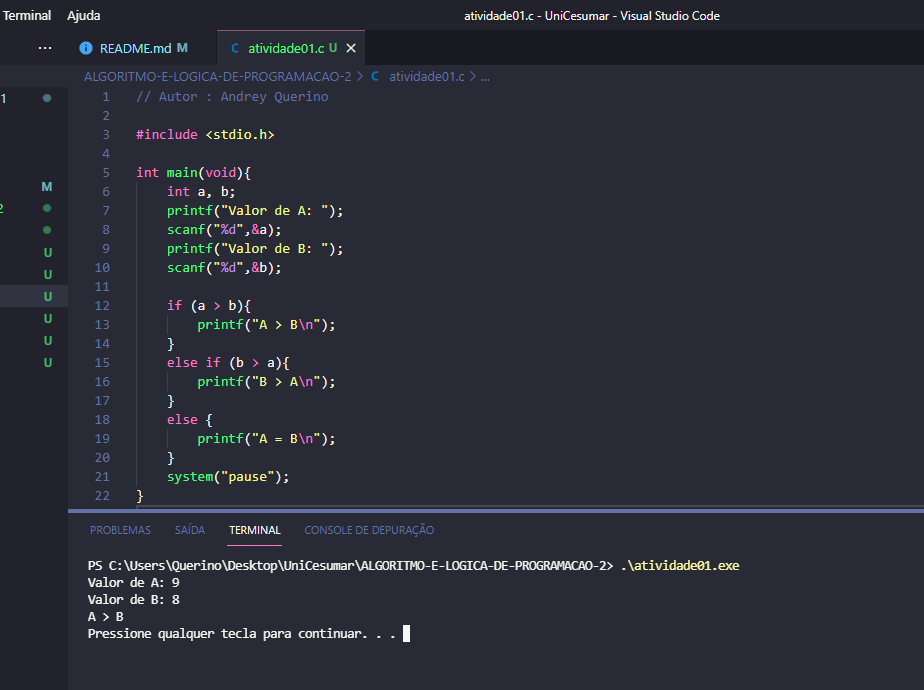 Terminal Ajuda atividade01.c - UniCesumar - Visual Studio Code
... README.md M C atividade01.c U ×
ALGORITMO-E-LOGICA-DE-PROGRAMACAO-2 > C atividade01.c > ...
1 // Autor : Andrey Querino
2
3 #include <stdio.h>
4
5 int main(void){
6 int a, b;
7 printf("Valor de A: ");
8 scanf("%d",&a);
9 printf("Valor de B: ");
10 scanf("%d",&b);
11
12 if (a > b){
13 printf("A > B\n");
14 }
15 else if (b > a){
16 printf("B > A\n");
17 }
18 else {
19 printf("A = B\n");
20 }
21 system("pause");
22 }
1
M
2
U
U
U
U
U
U
PROBLEMAS SAÍDA TERMINAL CONSOLE DE DEPURAÇÃO
PS C:\Users\Querino\Desktop\UniCesumar\ALGORITMO-E-LOGICA-DE-PROGRAMACAO-2> .\atividade01.exe
Valor de A: 9
Valor de B: 8
A > B
Pressione qualquer tecla para continuar. . .